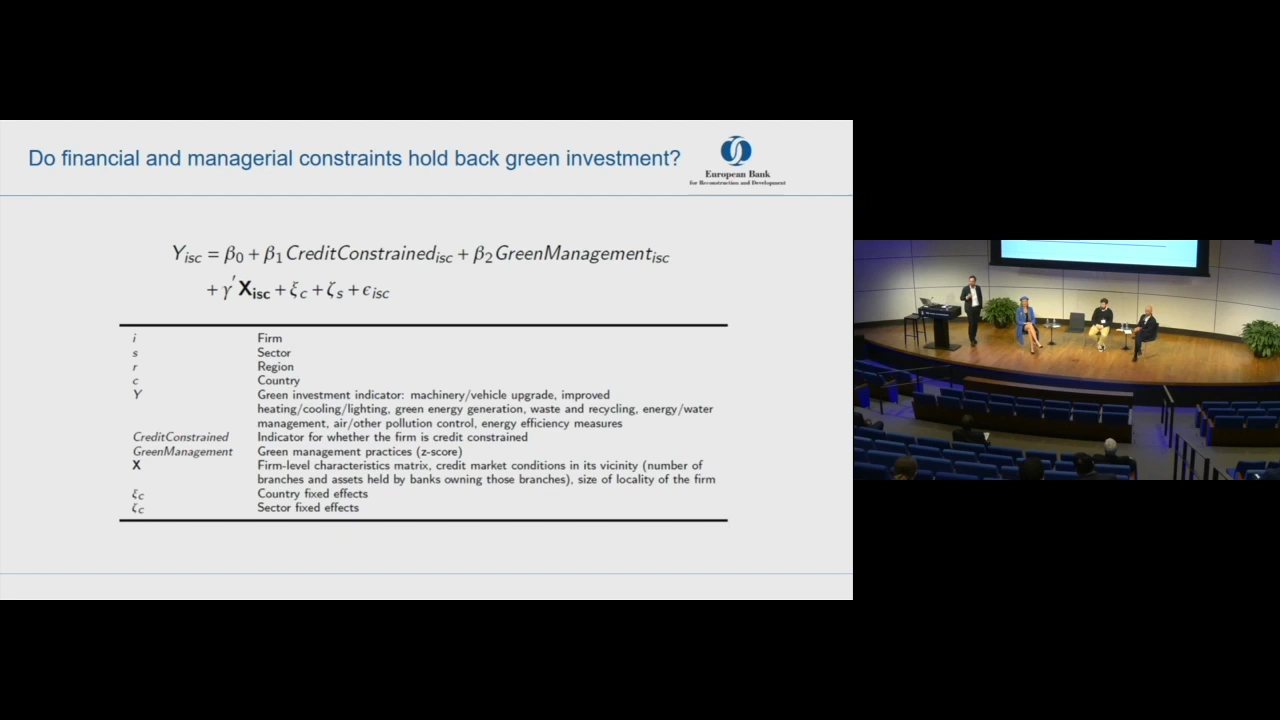 Do financial and managerial constraints hold back green investment?
European Bank
for Reconstruction and Development
Y_isc = β_0 + β_1 CreditConstrained_isc + β_2 GreenManagement_isc
+ γ′X_isc + ξ_c + ζ_s + ϵ_isc
i Firm
s Sector
r Region
c Country
Y Green investment indicator: machinery/vehicle upgrade, improved
heating/cooling/lighting, green energy generation, waste and recycling, energy/water
management, air/other pollution control, energy efficiency measures
CreditConstrained Indicator for whether the firm is credit constrained
GreenManagement Green management practices (z-score)
X Firm-level characteristics matrix, credit market conditions in its vicinity (number of
branches and assets held by banks owning those branches), size of locality of the firm
ξ_c Country fixed effects
ζ_c Sector fixed effects